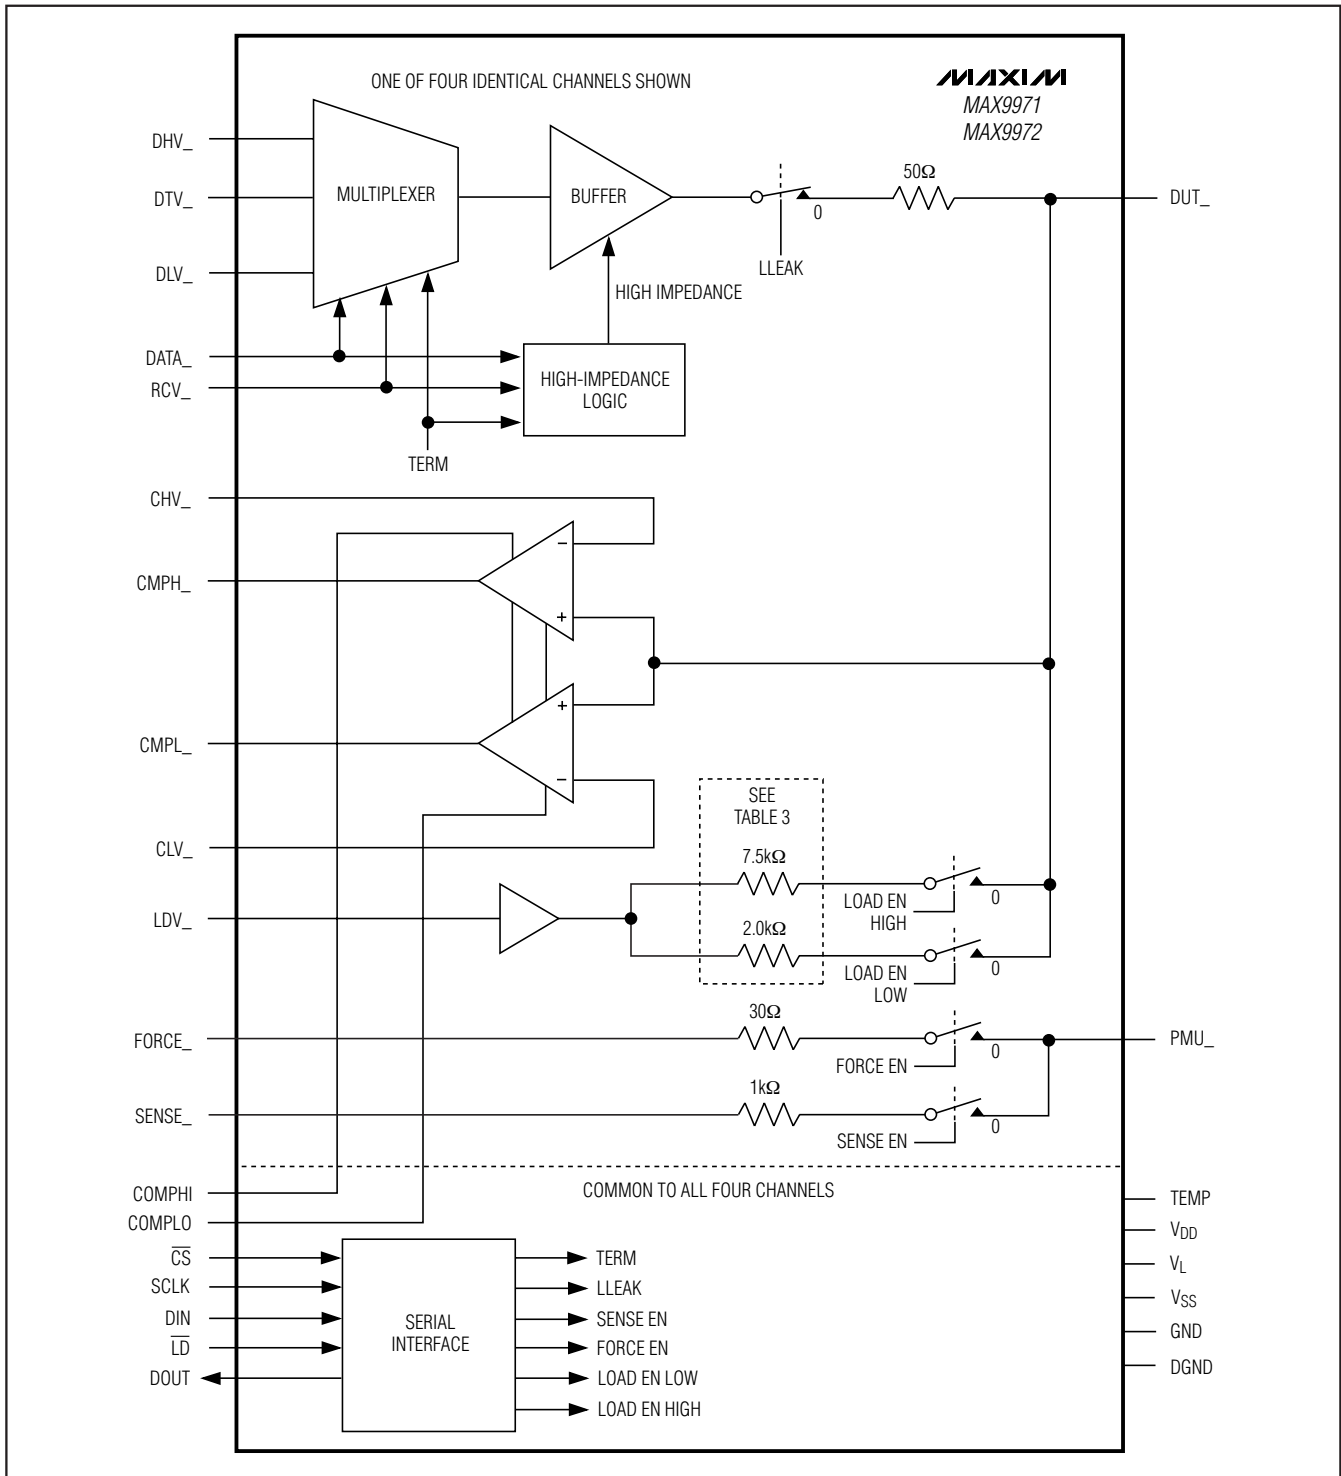 ONE OF FOUR IDENTICAL CHANNELS SHOWN
MAXIM
MAX9971
MAX9972
DHV_
DTV_
DLV_
MULTIPLEXER
BUFFER
50Ω
0
LLEAK
DUT_
HIGH IMPEDANCE
DATA_
RCV_
HIGH-IMPEDANCE
LOGIC
TERM
CHV_
−
CMPH_
+
+
CMPL_
−
SEE
TABLE 3
CLV_
7.5kΩ
LOAD EN
HIGH
0
LDV_
2.0kΩ
LOAD EN
LOW
0
30Ω
FORCE_
FORCE EN
0
PMU_
1kΩ
SENSE_
SENSE EN
0
COMMON TO ALL FOUR CHANNELS
COMPHI
COMPLO
C̅S̅
SCLK
DIN
L̅D̅
DOUT
SERIAL
INTERFACE
TERM
LLEAK
SENSE EN
FORCE EN
LOAD EN LOW
LOAD EN HIGH
TEMP
VDD
VL
VSS
GND
DGND